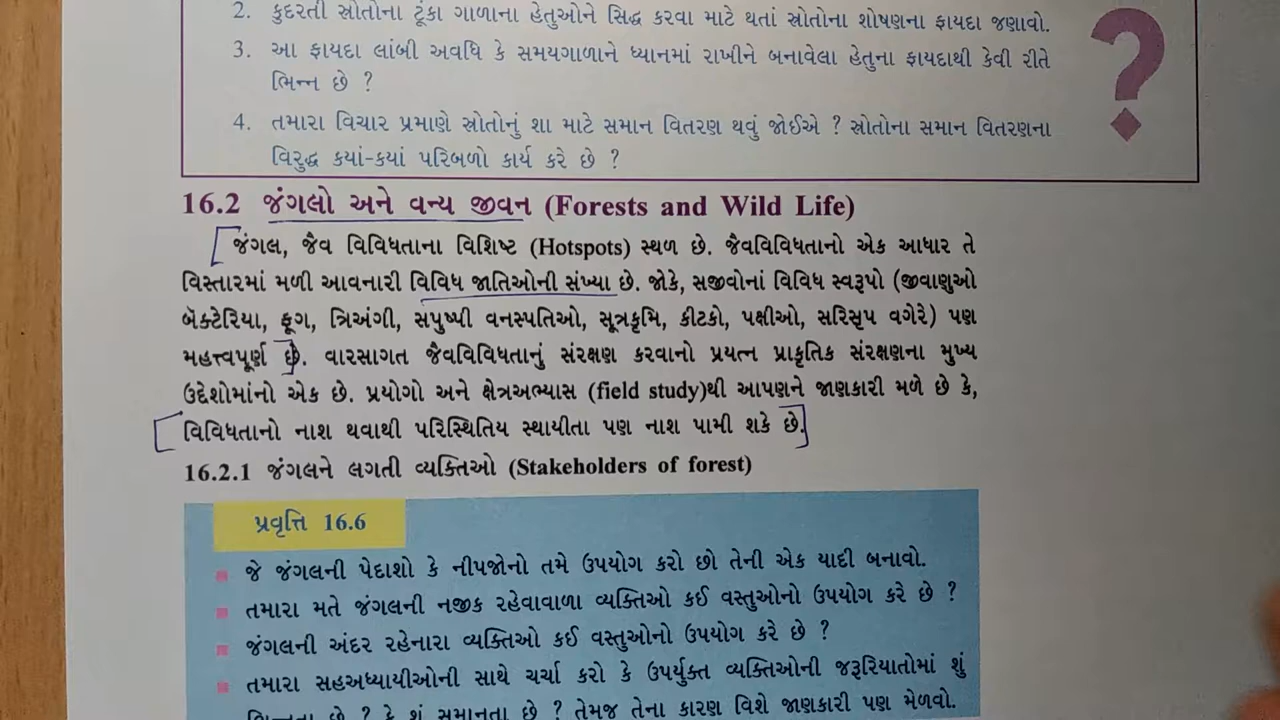 2. કુદરતી સ્રોતોના ટૂંકા ગાળાના હેતુઓને સિદ્ધ કરવા માટે થતાં સ્રોતોના શોષણના ફાયદા જણાવો.
3. આ ફાયદા લાંબી અવધિ કે સમયગાળાને ધ્યાનમાં રાખીને બનાવેલા હેતુના ફાયદાથી કેવી રીતે
ભિન્ન છે ?
4. તમારા વિચાર પ્રમાણે સ્રોતોનું શા માટે સમાન વિતરણ થવું જોઈએ ? સ્રોતોના સમાન વિતરણના
વિરુદ્ધ કયાં-કયાં પરિબળો કાર્ય કરે છે ?
?
16.2 જંગલો અને વન્ય જીવન (Forests and Wild Life)
જંગલ, જૈવ વિવિધતાના વિશિષ્ટ (Hotspots) સ્થળ છે. જૈવવિવિધતાનો એક આધાર તે
વિસ્તારમાં મળી આવનારી વિવિધ જાતિઓની સંખ્યા છે. જોકે, સજીવોનાં વિવિધ સ્વરૂપો (જીવાણુઓ
બૅક્ટેરિયા, ફૂગ, ત્રિઅંગી, સપુષ્પી વનસ્પતિઓ, સૂત્રકૃમિ, કીટકો, પક્ષીઓ, સરિસૃપ વગેરે) પણ
મહત્ત્વપૂર્ણ છે. વારસાગત જૈવવિવિધતાનું સંરક્ષણ કરવાનો પ્રયત્ન પ્રાકૃતિક સંરક્ષણના મુખ્ય
ઉદ્દેશોમાંનો એક છે. પ્રયોગો અને ક્ષેત્રઅભ્યાસ (field study)થી આપણને જાણકારી મળે છે કે,
વિવિધતાનો નાશ થવાથી પરિસ્થિતિય સ્થાયીતા પણ નાશ પામી શકે છે.
16.2.1 જંગલને લગતી વ્યક્તિઓ (Stakeholders of forest)
પ્રવૃત્તિ 16.6
જે જંગલની પેદાશો કે નીપજોનો તમે ઉપયોગ કરો છો તેની એક યાદી બનાવો.
તમારા મતે જંગલની નજીક રહેવાવાળા વ્યક્તિઓ કઈ વસ્તુઓનો ઉપયોગ કરે છે ?
જંગલની અંદર રહેનારા વ્યક્તિઓ કઈ વસ્તુઓનો ઉપયોગ કરે છે ?
તમારા સહઅધ્યાયીઓની સાથે ચર્ચા કરો કે ઉપર્યુક્ત વ્યક્તિઓની જરૂરિયાતોમાં શું
ભિન્નતા છે ? કે શું સમાનતા છે ? તેમજ તેના કારણ વિશે જાણકારી પણ મેળવો.